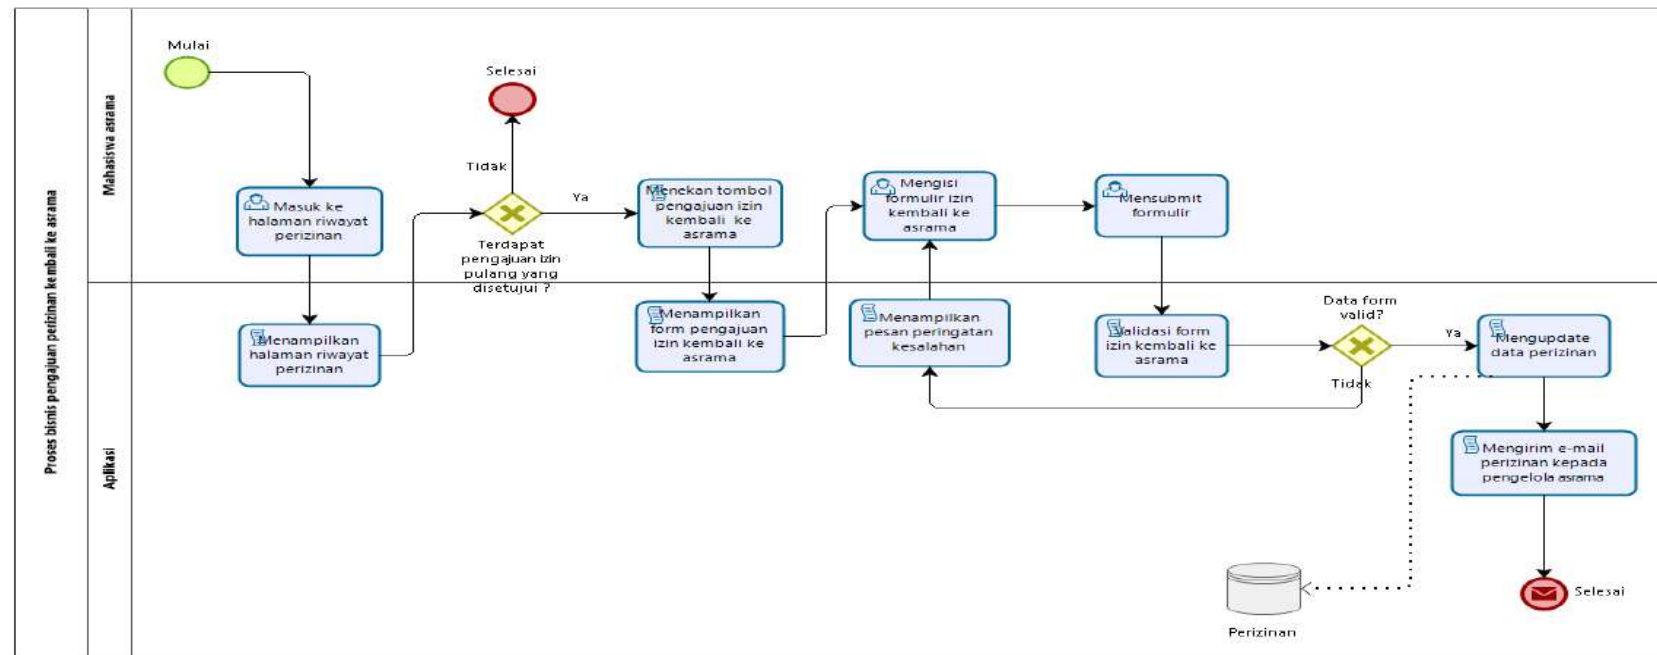 Proses bisnis pengajuan perizinan kembali ke asrama
Mahasiswa asrama
Mulai
Masuk ke
halaman riwayat
perizinan
Selesai
Tidak
Ya
Terdapat
pengajuan izin
pulang yang
disetujui ?
Menekan tombol
pengajuan izin
kembali ke
asrama
Mengisi
formulir izin
kembali ke
asrama
Mensubmit
formulir
Aplikasi
Menampilkan
halaman riwayat
perizinan
Menampilkan
form pengajuan
izin kembali ke
asrama
Menampilkan
pesan peringatan
kesalahan
Validasi form
izin kembali ke
asrama
Data form
valid?
Ya
Tidak
Mengupdate
data perizinan
Mengirim e-mail
perizinan kepada
pengelola asrama
Selesai
Perizinan